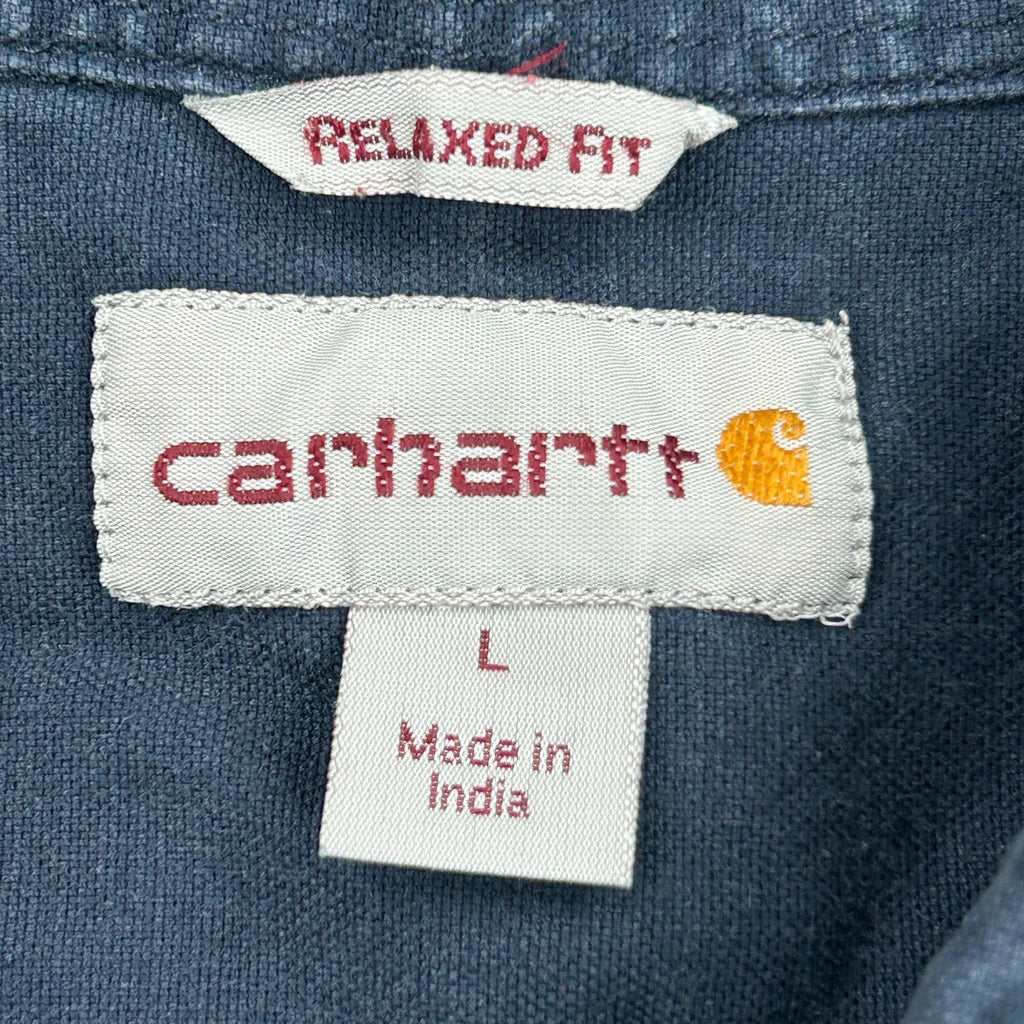 RELAXED FIT
carhartt
L
Made in
India